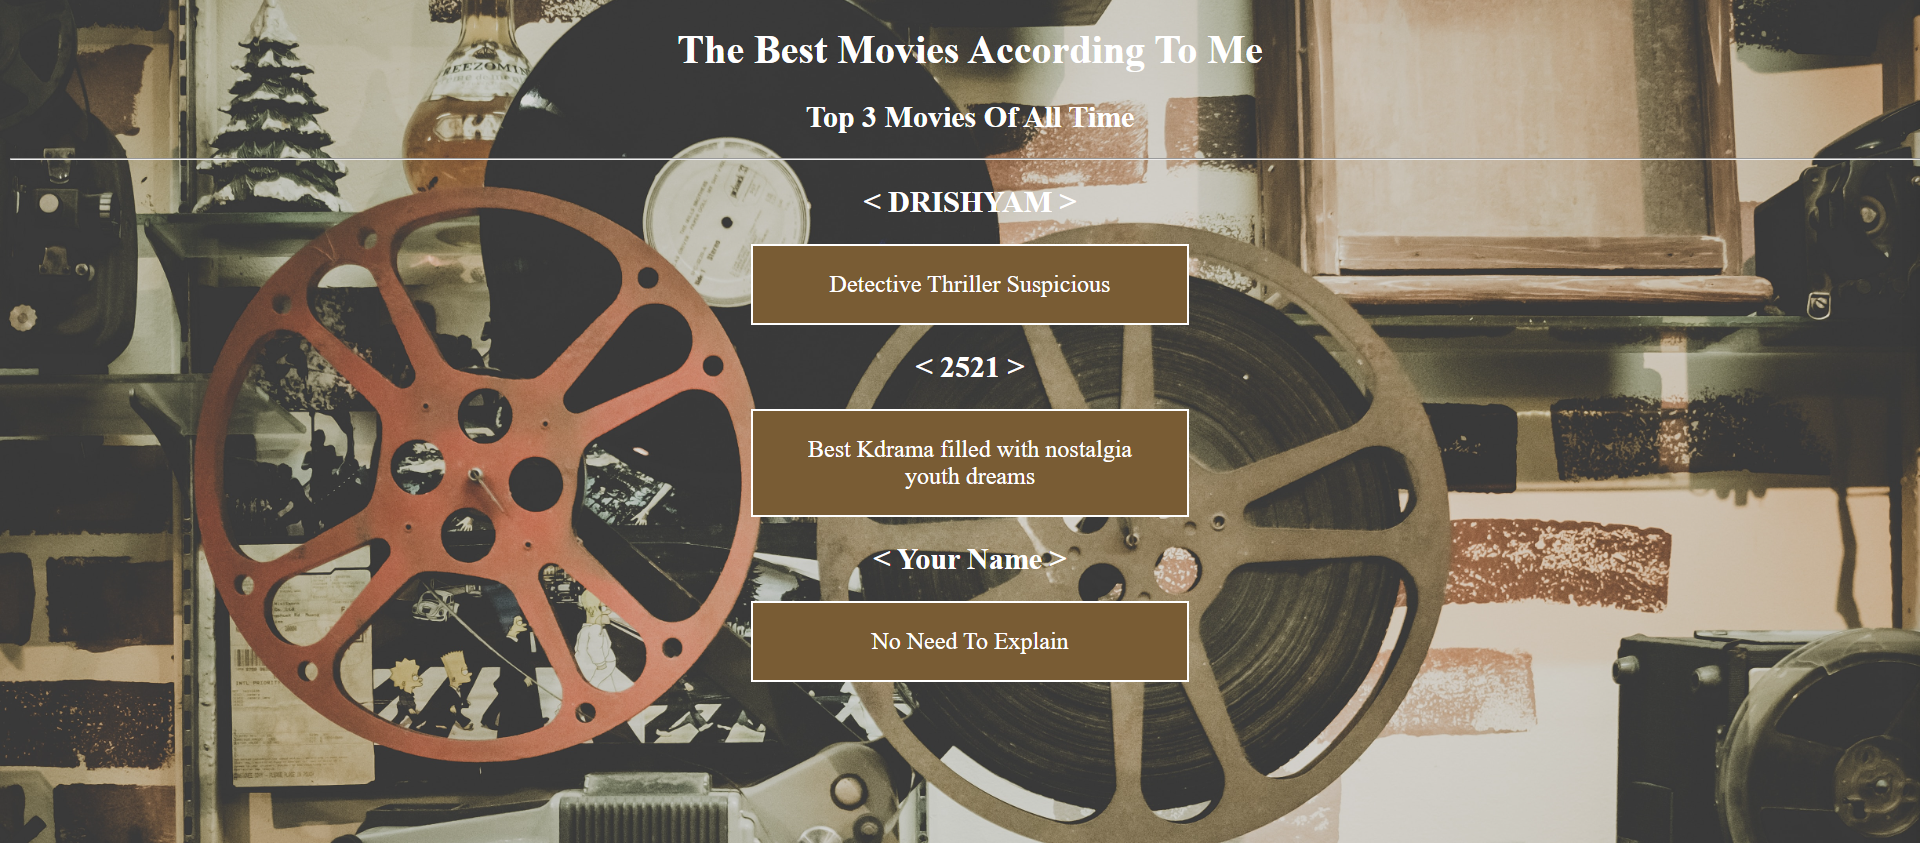 The Best Movies According To Me
Top 3 Movies Of All Time
< DRISHYAM >
Detective Thriller Suspicious
< 2521 >
Best Kdrama filled with nostalgia
youth dreams
< Your Name >
No Need To Explain